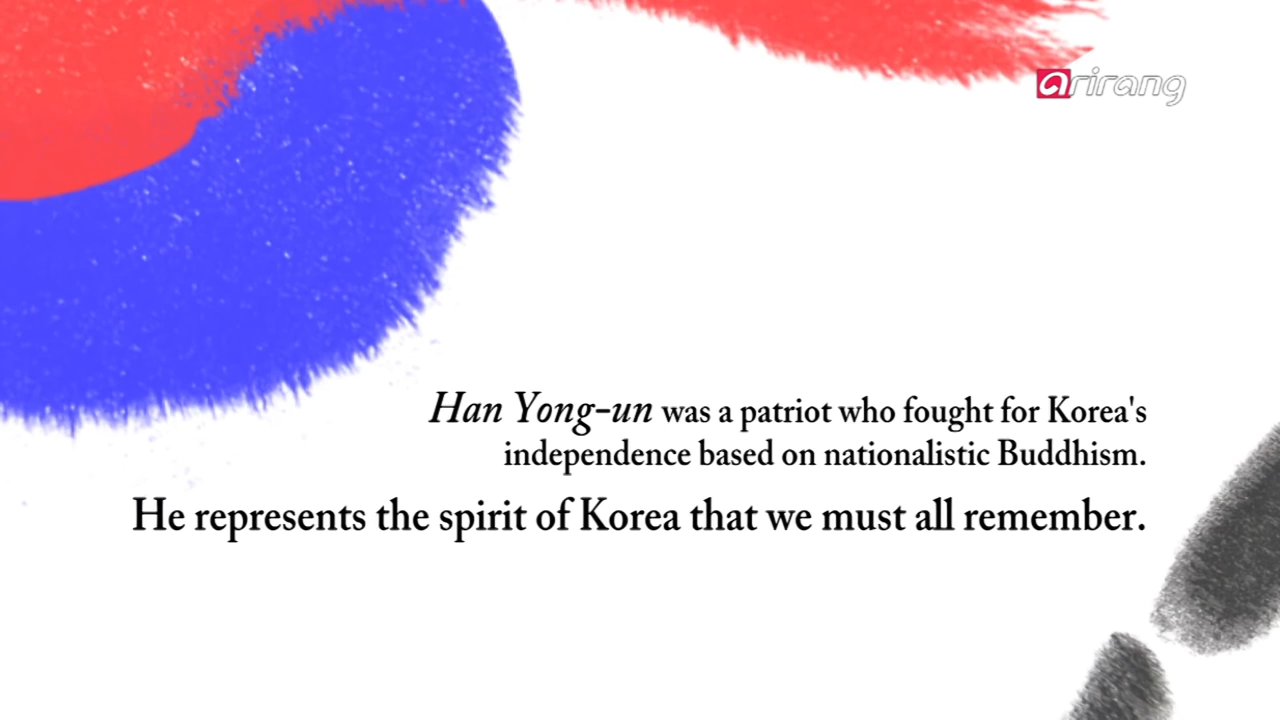 arirang
Han Yong-un was a patriot who fought for Korea's
independence based on nationalistic Buddhism.
He represents the spirit of Korea that we must all remember.